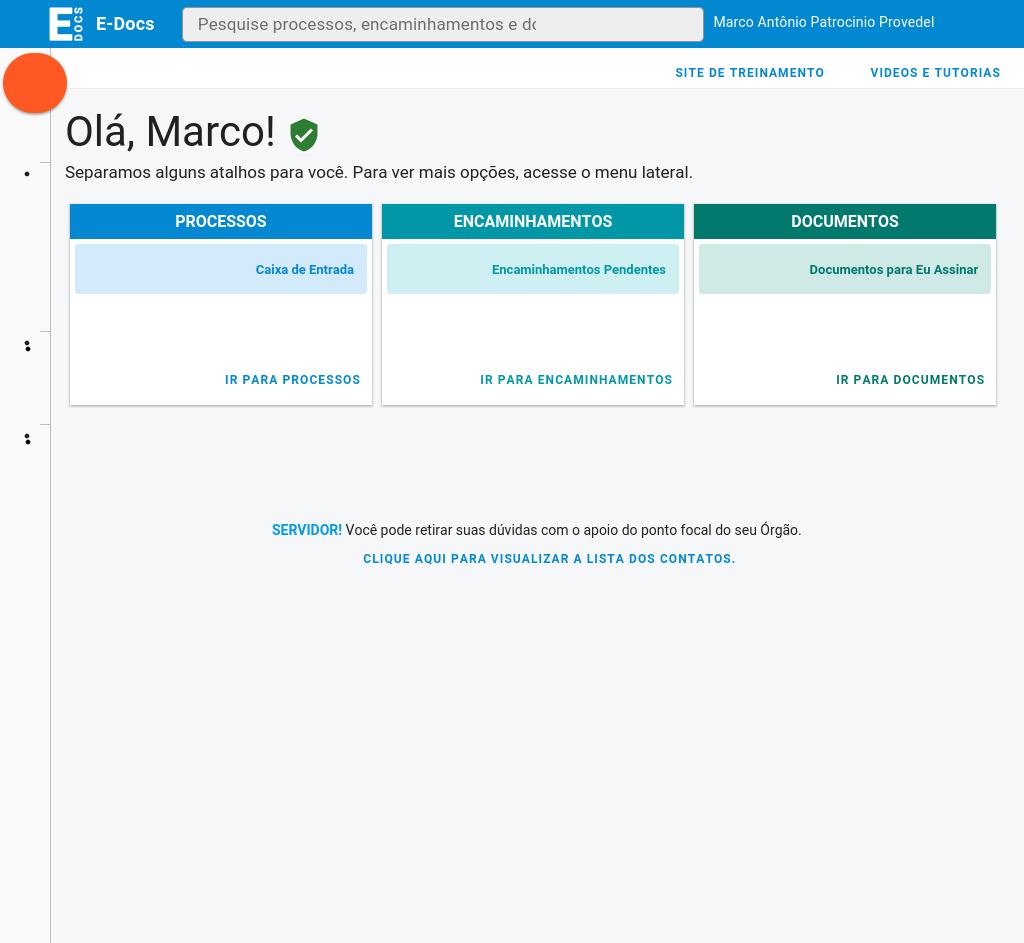 E DOCS E-Docs
Pesquise processos, encaminhamentos e do
Marco Antônio Patrocinio Provedel
SITE DE TREINAMENTO
VIDEOS E TUTORIAS
Olá, Marco!
Separamos alguns atalhos para você. Para ver mais opções, acesse o menu lateral.
PROCESSOS
Caixa de Entrada
IR PARA PROCESSOS
ENCAMINHAMENTOS
Encaminhamentos Pendentes
IR PARA ENCAMINHAMENTOS
DOCUMENTOS
Documentos para Eu Assinar
IR PARA DOCUMENTOS
SERVIDOR! Você pode retirar suas dúvidas com o apoio do ponto focal do seu Órgão.
CLIQUE AQUI PARA VISUALIZAR A LISTA DOS CONTATOS.